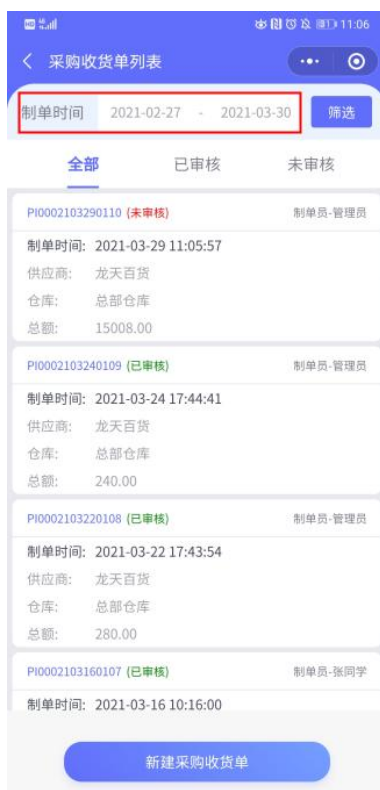 11:06
采购收货单列表
制单时间 2021-02-27 - 2021-03-30 筛选
全部 已审核 未审核
PI0002103290110 (未审核) 制单员-管理员
制单时间: 2021-03-29 11:05:57
供应商: 龙天百货
仓库: 总部仓库
总额: 15008.00
PI0002103240109 (已审核) 制单员-管理员
制单时间: 2021-03-24 17:44:41
供应商: 龙天百货
仓库: 总部仓库
总额: 240.00
PI0002103220108 (已审核) 制单员-管理员
制单时间: 2021-03-22 17:43:54
供应商: 龙天百货
仓库: 总部仓库
总额: 280.00
PI0002103160107 (已审核) 制单员-张同学
制单时间: 2021-03-16 10:16:00
新建采购收货单